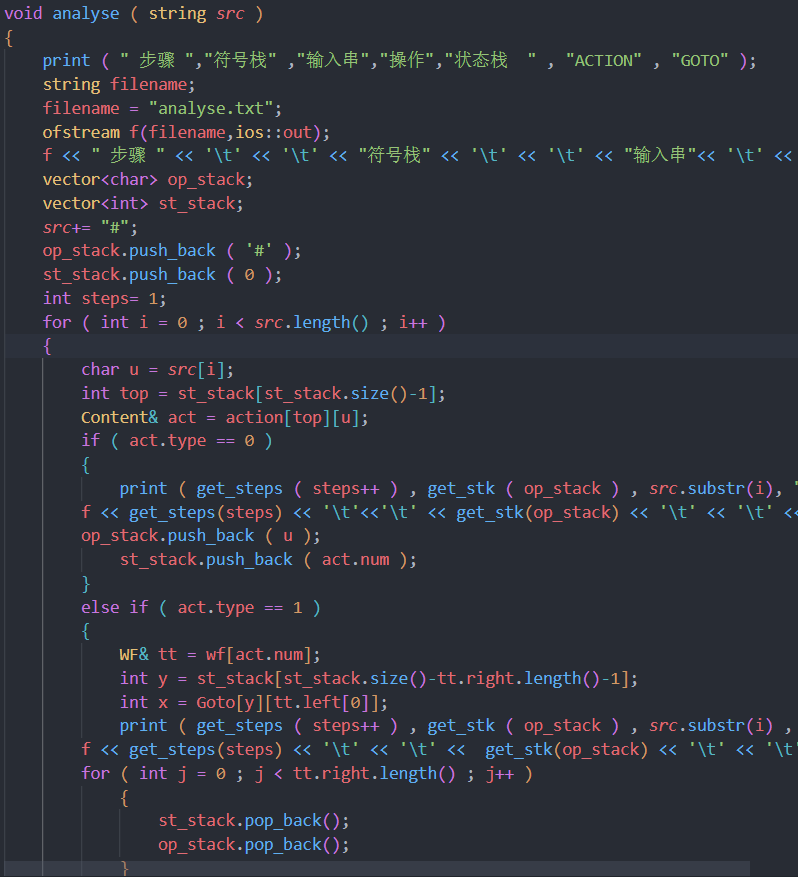 void analyse ( string src )
{
print ( " 步骤 ","符号栈" ,"输入串","操作","状态栈  " , "ACTION" , "GOTO" );
string filename;
filename = "analyse.txt";
ofstream f(filename,ios::out);
f << " 步骤 " << '\t' << '\t' << "符号栈" << '\t' << '\t' << "输入串"<< '\t' <<
vector<char> op_stack;
vector<int> st_stack;
src+= "#";
op_stack.push_back ( '#' );
st_stack.push_back ( 0 );
int steps= 1;
for ( int i = 0 ; i < src.length() ; i++ )
{
char u = src[i];
int top = st_stack[st_stack.size()-1];
Content& act = action[top][u];
if ( act.type == 0 )
{
print ( get_steps ( steps++ ) , get_stk ( op_stack ) , src.substr(i), "
f << get_steps(steps) << '\t'<<'\t' << get_stk(op_stack) << '\t' << '\t' <<
op_stack.push_back ( u );
st_stack.push_back ( act.num );
}
else if ( act.type == 1 )
{
WF& tt = wf[act.num];
int y = st_stack[st_stack.size()-tt.right.length()-1];
int x = Goto[y][tt.left[0]];
print ( get_steps ( steps++ ) , get_stk ( op_stack ) , src.substr(i) ,
f << get_steps(steps) << '\t' << '\t' <<  get_stk(op_stack) << '\t' << '\t'
for ( int j = 0 ; j < tt.right.length() ; j++ )
{
st_stack.pop_back();
op_stack.pop_back();
}